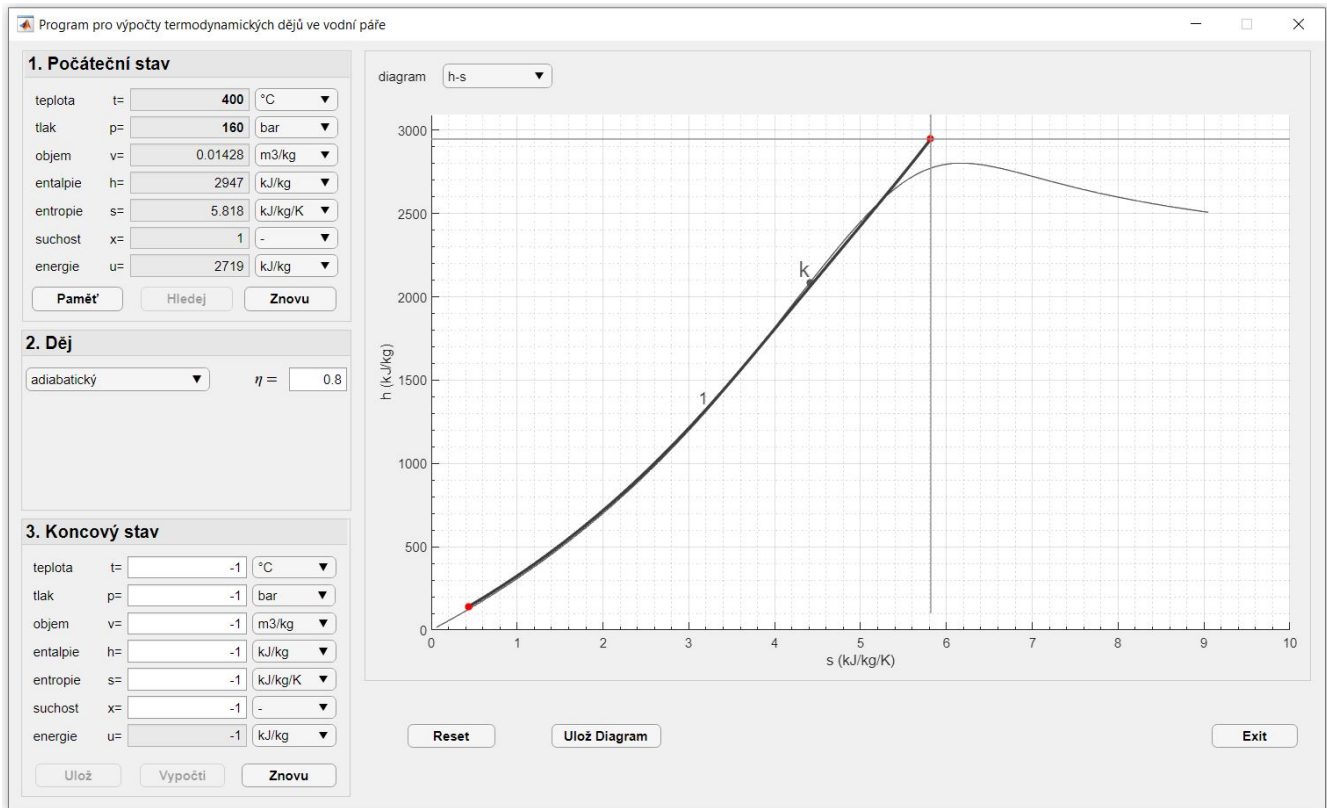 Program pro výpočty termodynamických dějů ve vodní páře
1. Počáteční stav
teplota t= 400 °C
tlak p= 160 bar
objem v= 0.01428 m3/kg
entalpie h= 2947 kJ/kg
entropie s= 5.818 kJ/kg/K
suchost x= 1 -
energie u= 2719 kJ/kg
Paměť Hledej Znovu
2. Děj
adiabatický η = 0.8
3. Koncový stav
teplota t= -1 °C
tlak p= -1 bar
objem v= -1 m3/kg
entalpie h= -1 kJ/kg
entropie s= -1 kJ/kg/K
suchost x= -1 -
energie u= -1 kJ/kg
Ulož Vypočti Znovu
diagram h-s
3000
2500
2000
1500
1000
500
0
h (kJ/kg)
k
1
0 1 2 3 4 5 6 7 8 9 10
s (kJ/kg/K)
Reset Ulož Diagram Exit